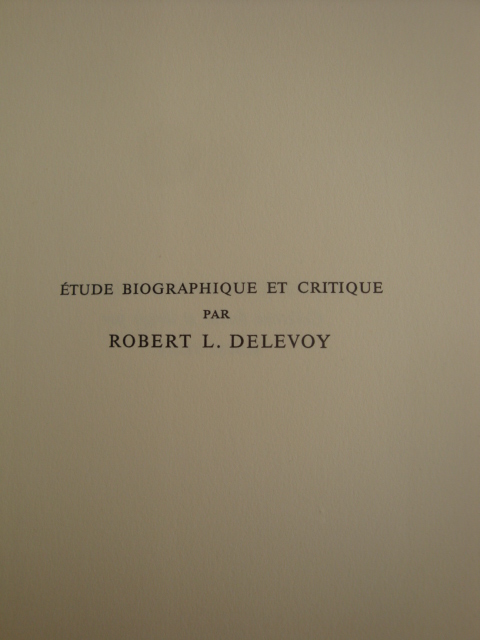 ÉTUDE BIOGRAPHIQUE ET CRITIQUE
PAR
ROBERT L. DELEVOY